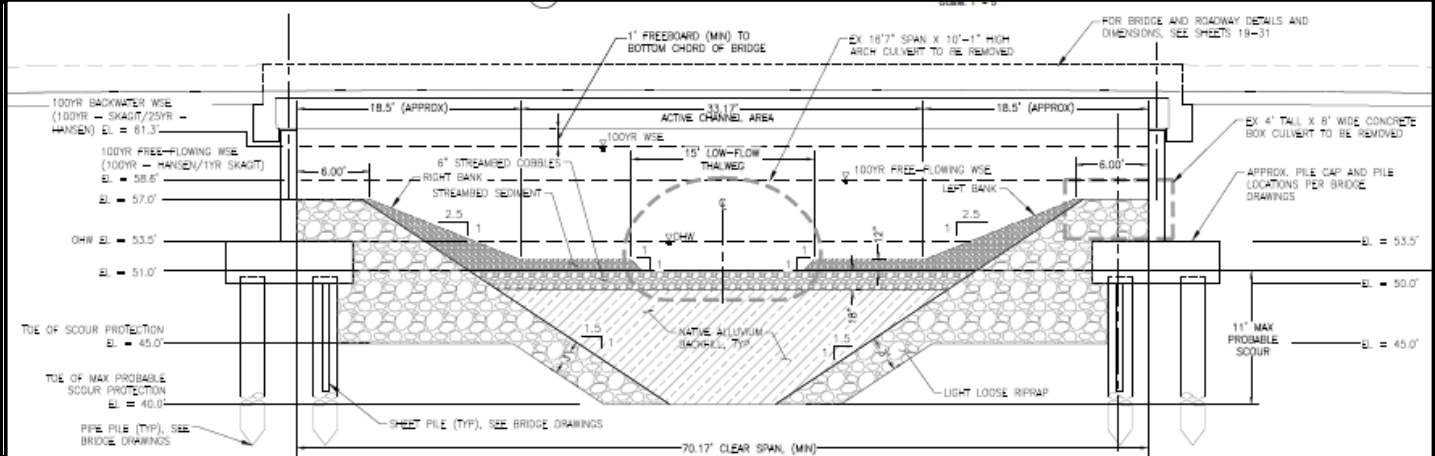 1' FREEBOARD (MIN) TO
BOTTOM CHORD OF BRIDGE
EX 16'7" SPAN X 10'-1" HIGH
ARCH CULVERT TO BE REMOVED
FOR BRIDGE AND ROADWAY DETAILS AND
DIMENSIONS, SEE SHEETS 19-31
100YR BACKWATER WSE
(100YR - SKAGIT/25YR -
HANSEN) EL = 61.3'
18.5' (APPROX)
33.17'
ACTIVE CHANNEL AREA
18.5' (APPROX)
EX 4' TALL X 8' WIDE CONCRETE
BOX CULVERT TO BE REMOVED
100YR WSE
100YR FREE-FLOWING WSE
(100YR - HANSEN/1YR SKAGIT)
EL = 58.6'
6" STREAMBED COBBLES
15' LOW-FLOW
THALWEG
100YR FREE-FLOWING WSE
6.00'
RIGHT BANK
STREAMBED SEDIMENT
LEFT BANK
6.00'
APPROX. PILE CAP AND PILE
LOCATIONS PER BRIDGE
DRAWINGS
EL = 57.0'
2.5
1
2.5
1
OHW EL = 53.5'
OHW
12"
EL = 53.5'
1
1
1
1
EL = 51.0'
EL = 50.0'
18"
TOE OF SCOUR PROTECTION
EL = 45.0'
1.5
1
NATIVE ALLUVIUM
BACKFILL, TYP
1.5
1
11' MAX
PROBABLE
SCOUR
EL = 45.0'
TOE OF MAX PROBABLE
SCOUR PROTECTION
EL = 40.0'
LIGHT LOOSE RIPRAP
PIPE PILE (TYP), SEE
BRIDGE DRAWINGS
SHEET PILE (TYP), SEE BRIDGE DRAWINGS
70.17' CLEAR SPAN, (MIN)